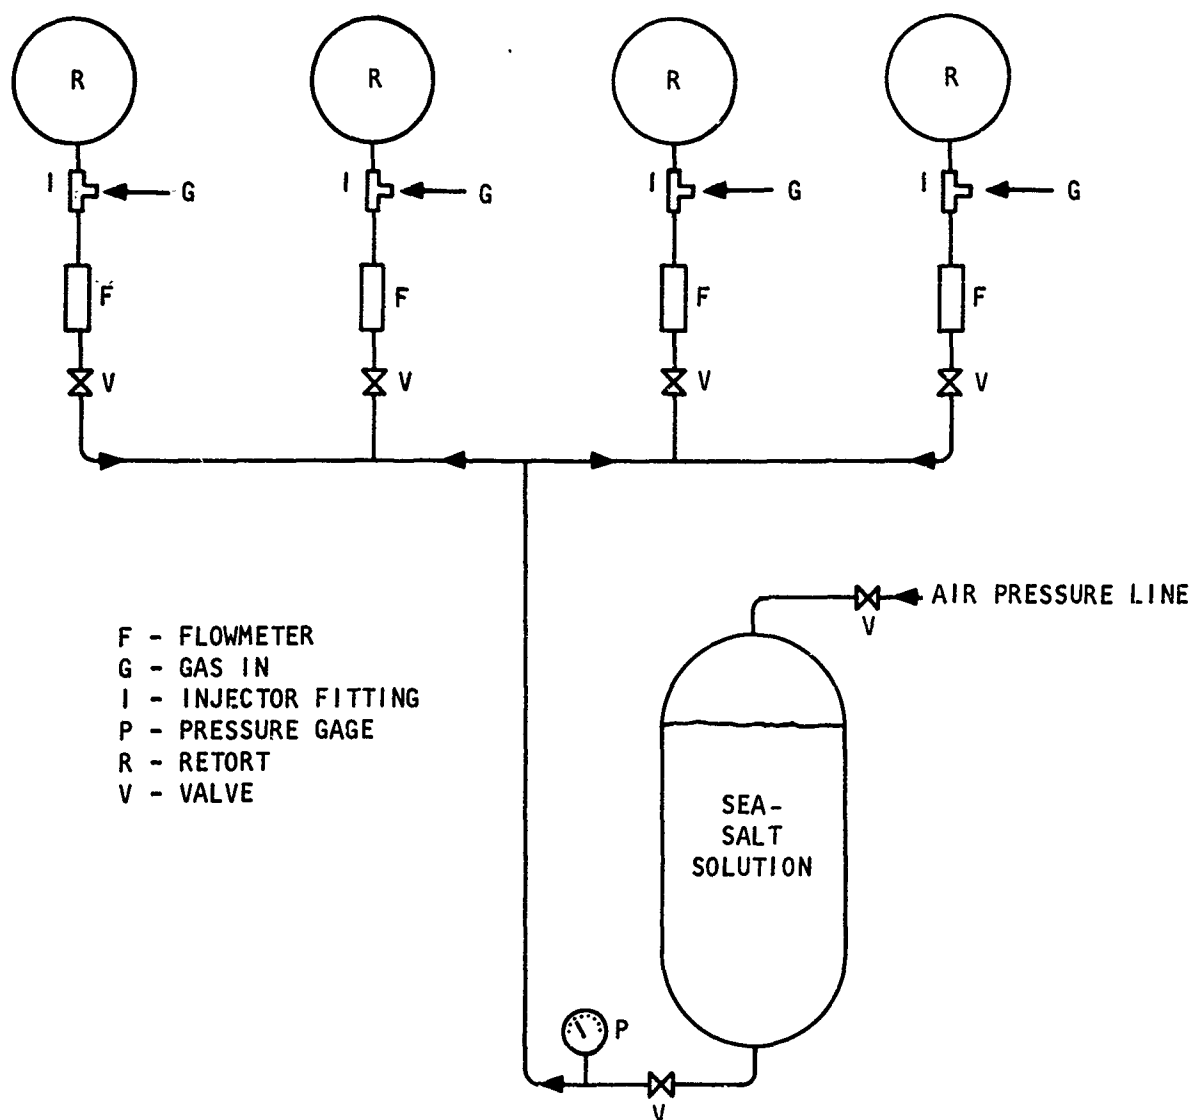 R R R R
I G I G I G I G
F F F F
V V V V
AIR PRESSURE LINE
V
F - FLOWMETER
G - GAS IN
I - INJECTOR FITTING
P - PRESSURE GAGE
R - RETORT
V - VALVE
SEA-
SALT
SOLUTION
P
V